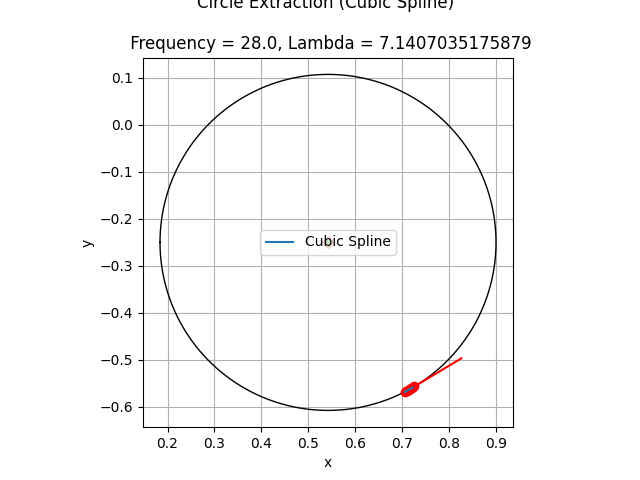 Circle Extraction (Cubic Spline)
Frequency = 28.0, Lambda = 7.1407035175879
0.1
0.0
−0.1
−0.2
−0.3
−0.4
−0.5
−0.6
y
Cubic Spline
0.2 0.3 0.4 0.5 0.6 0.7 0.8 0.9
x